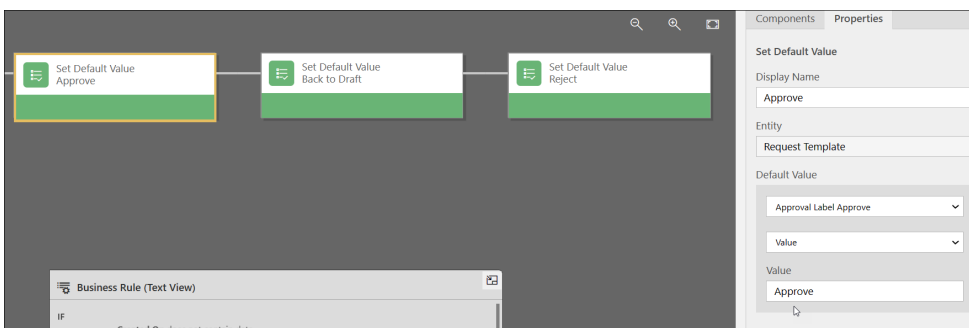 Components Properties
Set Default Value
Approve
Set Default Value
Back to Draft
Set Default Value
Reject
Set Default Value
Display Name
Approve
Entity
Request Template
Default Value
Approval Label Approve
Value
Value
Approve
Business Rule (Text View)
IF